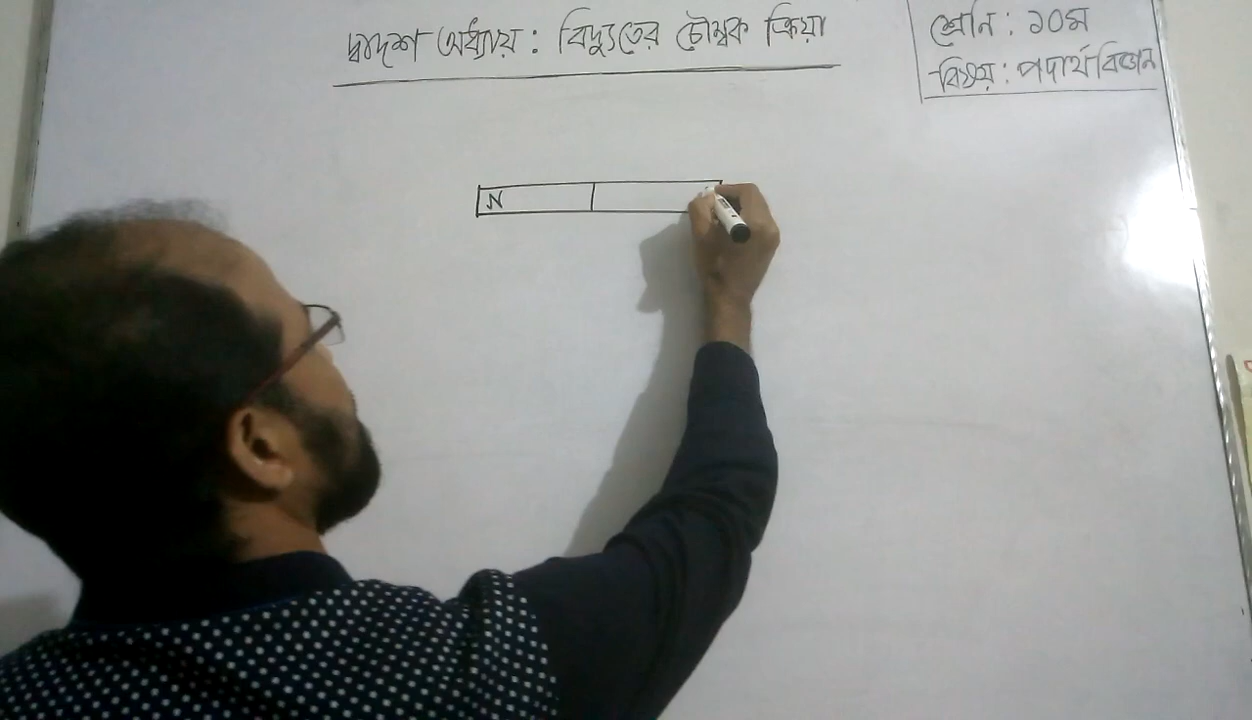 দ্বাদশ অধ্যায় : বিদ্যুতের চৌম্বক ক্রিয়া
শ্রেনি : ১০ম
বিষয় : পদার্থবিজ্ঞান
N